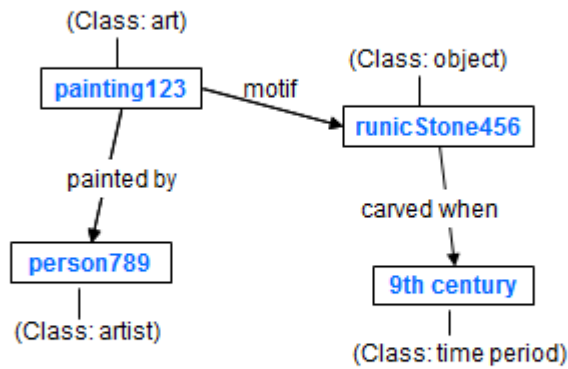 (Class: art)
painting123
motif
(Class: object)
runicStone456
painted by
carved when
person789
9th century
(Class: artist)
(Class: time period)